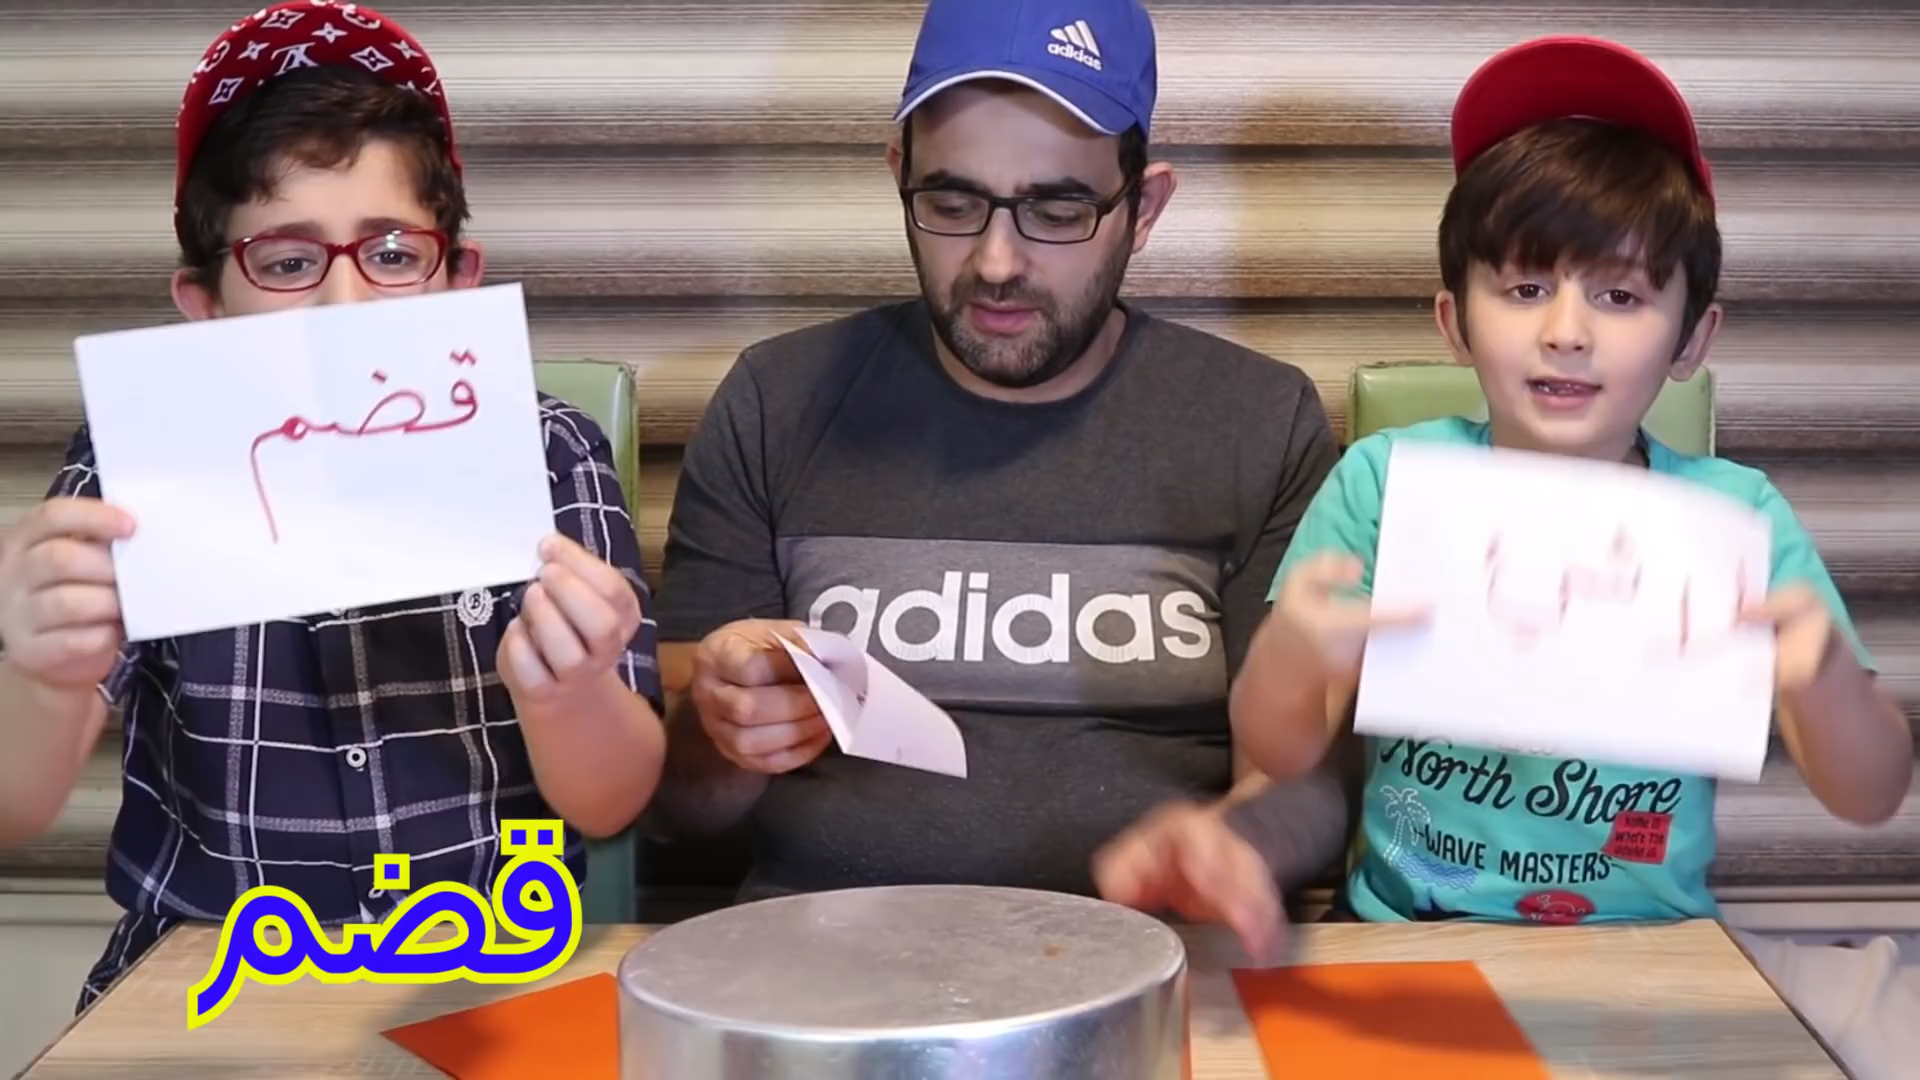 adidas
قضم
adidas
North Shore
WAVE MASTERS
قضم